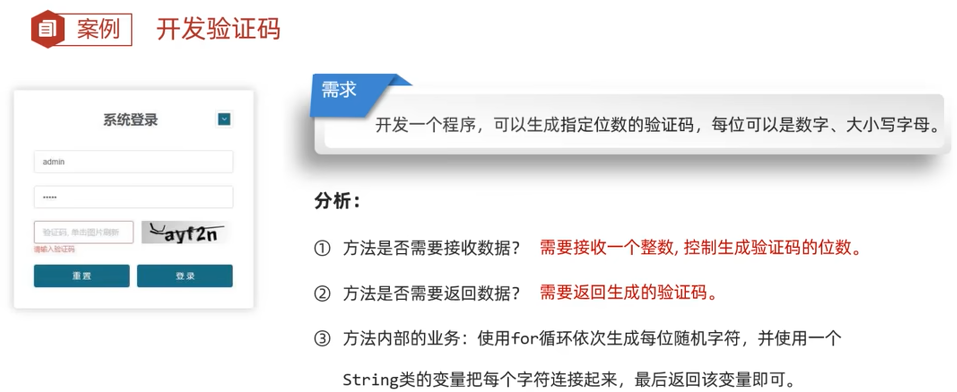 案例 开发验证码
系统登录
admin
•••••
验证码, 单击图片刷新
ayf2n
请输入验证码
重置
登录
需求
开发一个程序，可以生成指定位数的验证码，每位可以是数字、大小写字母。
分析：
① 方法是否需要接收数据？ 需要接收一个整数, 控制生成验证码的位数。
② 方法是否需要返回数据？ 需要返回生成的验证码。
③ 方法内部的业务：使用for循环依次生成每位随机字符，并使用一个
String类的变量把每个字符连接起来，最后返回该变量即可。